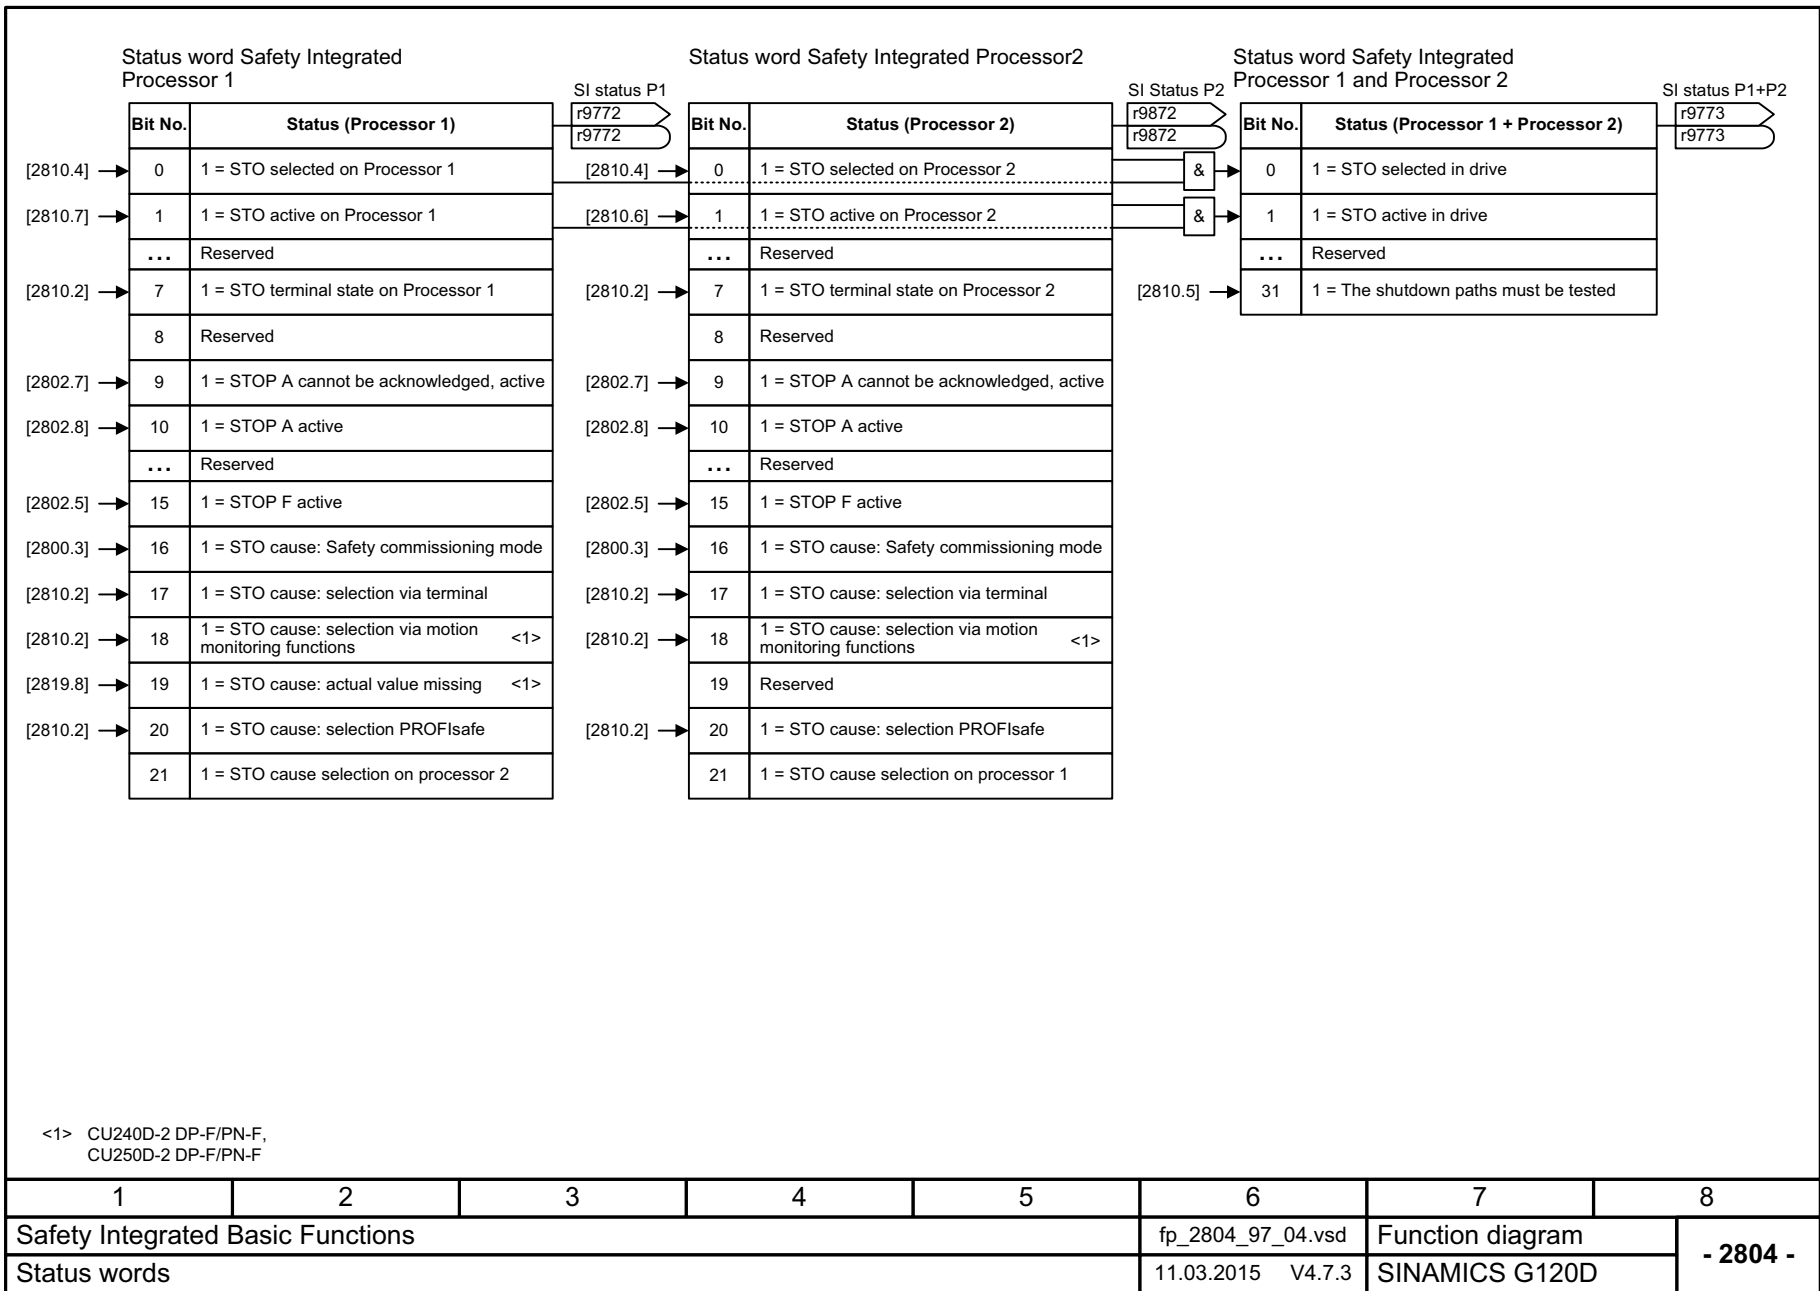 Status word Safety Integrated
Processor 1
SI status P1
r9772
r9772
Bit No. Status (Processor 1)
[2810.4] 0 1 = STO selected on Processor 1
[2810.7] 1 1 = STO active on Processor 1
... Reserved
[2810.2] 7 1 = STO terminal state on Processor 1
8 Reserved
[2802.7] 9 1 = STOP A cannot be acknowledged, active
[2802.8] 10 1 = STOP A active
... Reserved
[2802.5] 15 1 = STOP F active
[2800.3] 16 1 = STO cause: Safety commissioning mode
[2810.2] 17 1 = STO cause: selection via terminal
[2810.2] 18 1 = STO cause: selection via motion
monitoring functions <1>
[2819.8] 19 1 = STO cause: actual value missing <1>
[2810.2] 20 1 = STO cause: selection PROFIsafe
21 1 = STO cause selection on processor 2
Status word Safety Integrated Processor2
SI Status P2
r9872
r9872
Bit No. Status (Processor 2)
[2810.4] 0 1 = STO selected on Processor 2
[2810.6] 1 1 = STO active on Processor 2
... Reserved
[2810.2] 7 1 = STO terminal state on Processor 2
8 Reserved
[2802.7] 9 1 = STOP A cannot be acknowledged, active
[2802.8] 10 1 = STOP A active
... Reserved
[2802.5] 15 1 = STOP F active
[2800.3] 16 1 = STO cause: Safety commissioning mode
[2810.2] 17 1 = STO cause: selection via terminal
[2810.2] 18 1 = STO cause: selection via motion
monitoring functions <1>
19 Reserved
[2810.2] 20 1 = STO cause: selection PROFIsafe
21 1 = STO cause selection on processor 1
Status word Safety Integrated
Processor 1 and Processor 2
SI status P1+P2
r9773
r9773
Bit No. Status (Processor 1 + Processor 2)
& 0 1 = STO selected in drive
& 1 1 = STO active in drive
... Reserved
[2810.5] 31 1 = The shutdown paths must be tested
<1> CU240D-2 DP-F/PN-F,
CU250D-2 DP-F/PN-F
1 2 3 4 5 6 7 8
Safety Integrated Basic Functions fp_2804_97_04.vsd Function diagram
- 2804 -
Status words 11.03.2015 V4.7.3 SINAMICS G120D